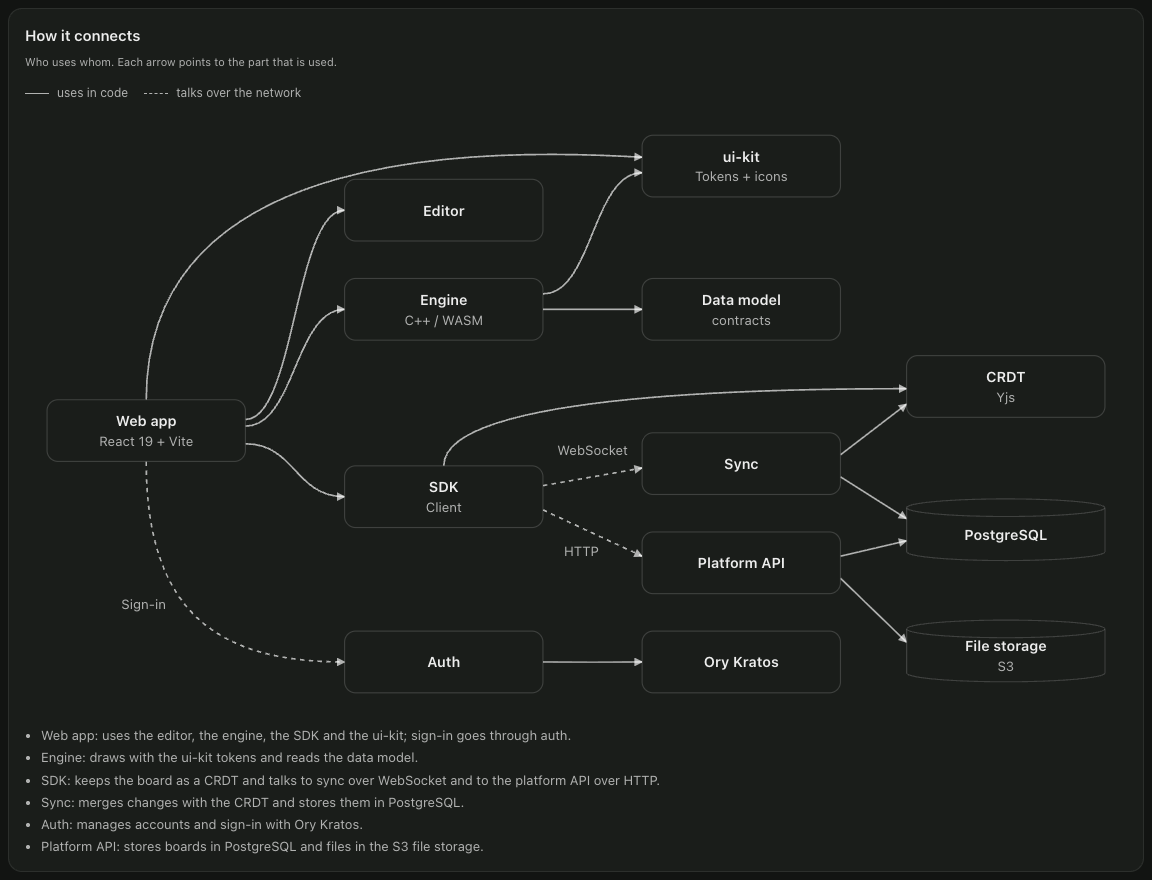 How it connects
Who uses whom. Each arrow points to the part that is used.
uses in code
talks over the network
ui-kit
Tokens + icons
Editor
Engine
C++ / WASM
Data model
contracts
CRDT
Yjs
Web app
React 19 + Vite
WebSocket
Sync
SDK
Client
PostgreSQL
HTTP
Platform API
Sign-in
File storage
S3
Auth
Ory Kratos
• Web app: uses the editor, the engine, the SDK and the ui-kit; sign-in goes through auth.
• Engine: draws with the ui-kit tokens and reads the data model.
• SDK: keeps the board as a CRDT and talks to sync over WebSocket and to the platform API over HTTP.
• Sync: merges changes with the CRDT and stores them in PostgreSQL.
• Auth: manages accounts and sign-in with Ory Kratos.
• Platform API: stores boards in PostgreSQL and files in the S3 file storage.